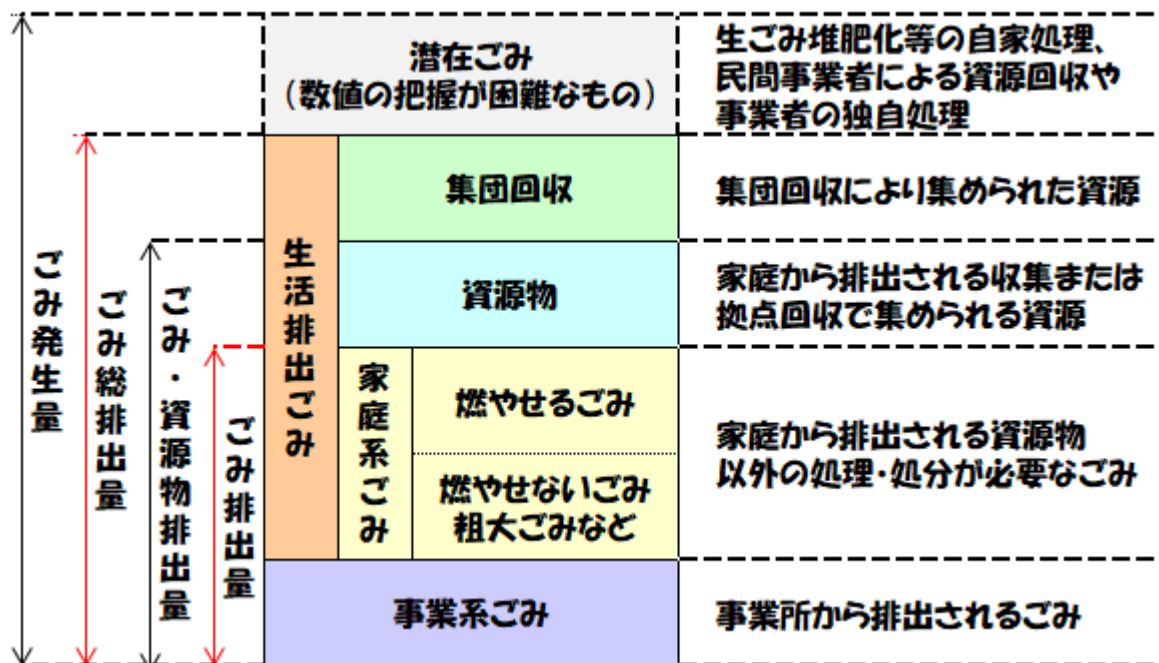 ごみ発生量
ごみ総排出量
ごみ・資源物排出量
ごみ排出量
潜在ごみ
（数値の把握が困難なもの）
生ごみ堆肥化等の自家処理、
民間事業者による資源回収や
事業者の独自処理
生活排出ごみ
集団回収
集団回収により集められた資源
資源物
家庭から排出される収集または
拠点回収で集められる資源
家庭系ごみ
燃やせるごみ
燃やせないごみ
粗大ごみなど
家庭から排出される資源物
以外の処理・処分が必要なごみ
事業系ごみ
事業所から排出されるごみ